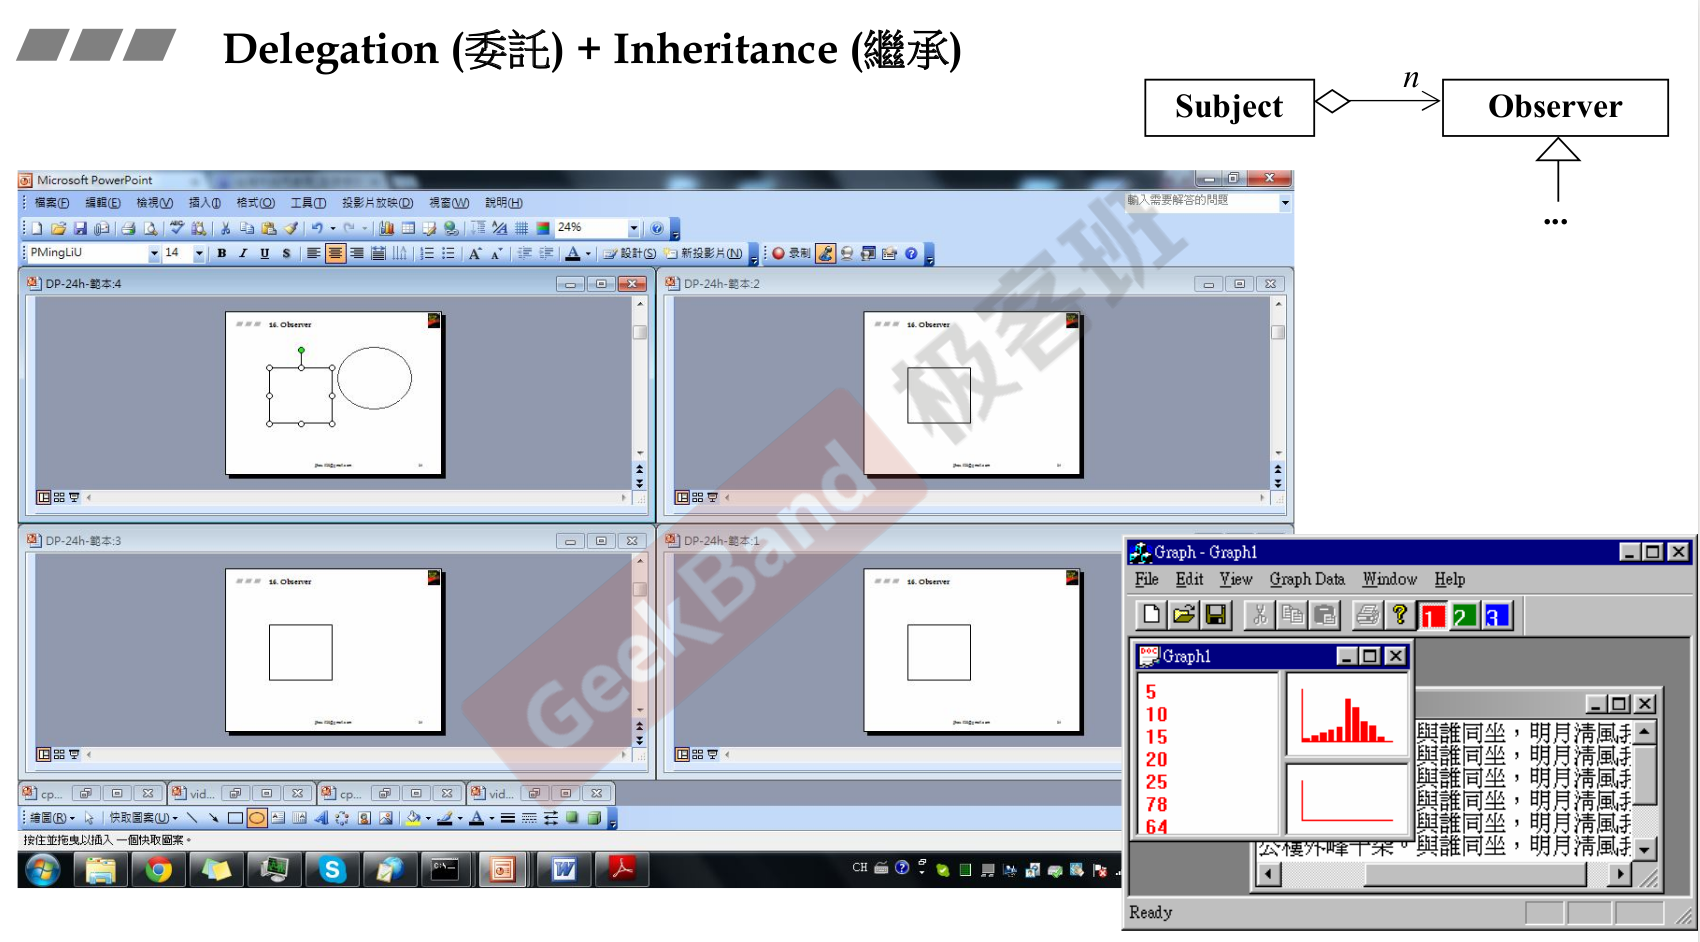 Delegation (委託) + Inheritance (繼承)
Subject
n
Observer
...
Microsoft PowerPoint
檔案(F) 編輯(E) 檢視(V) 插入(I) 格式(O) 工具(T) 投影片放映(D) 視窗(W) 說明(H)
輸入需要解答的問題
24%
PMingLiU 14 B I U S A A A 設計(S) 新投影片(N) 录制
DP-24h-範本:4
16. Observer
DP-24h-範本:2
16. Observer
DP-24h-範本:3
16. Observer
DP-24h-範本:1
16. Observer
GeekBand 极客班
cp... vid... cp... vid...
繪圖(R) 快取圖案(U)
按住並拖曳以插入一個快取圖案。
CH
Graph - Graph1
File Edit View Graph Data Window Help
1 2 3
Graph1
5
10
15
20
25
78
64
與誰同坐，明月清風我
與誰同坐，明月清風我
與誰同坐，明月清風我
與誰同坐，明月清風我
與誰同坐，明月清風我
與誰同坐，明月清風我
Ready